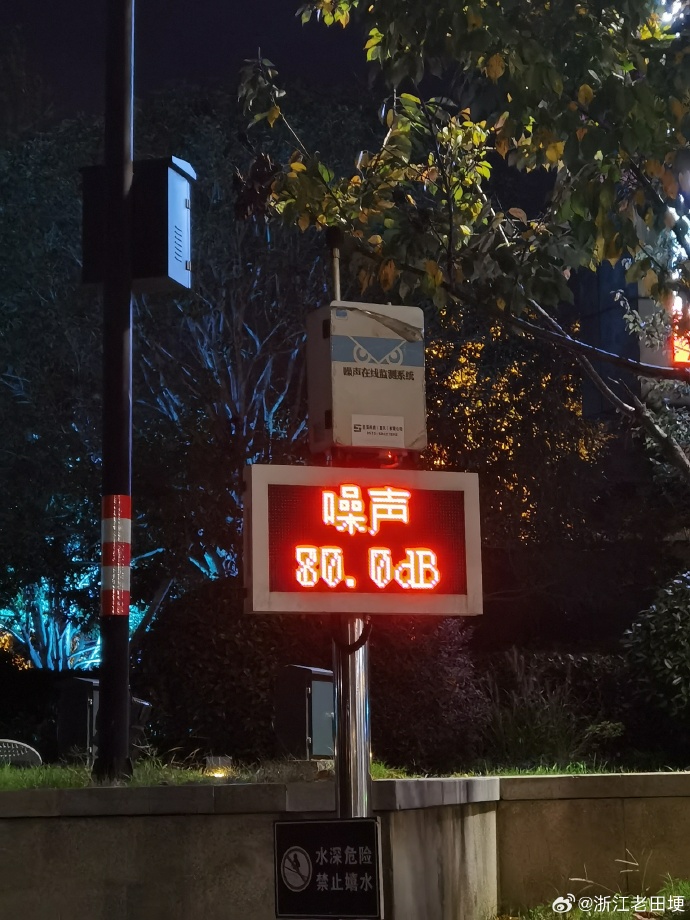 噪声在线监测系统
噪声
80.0dB
水深危险
禁止嬉水
@浙江老田埂